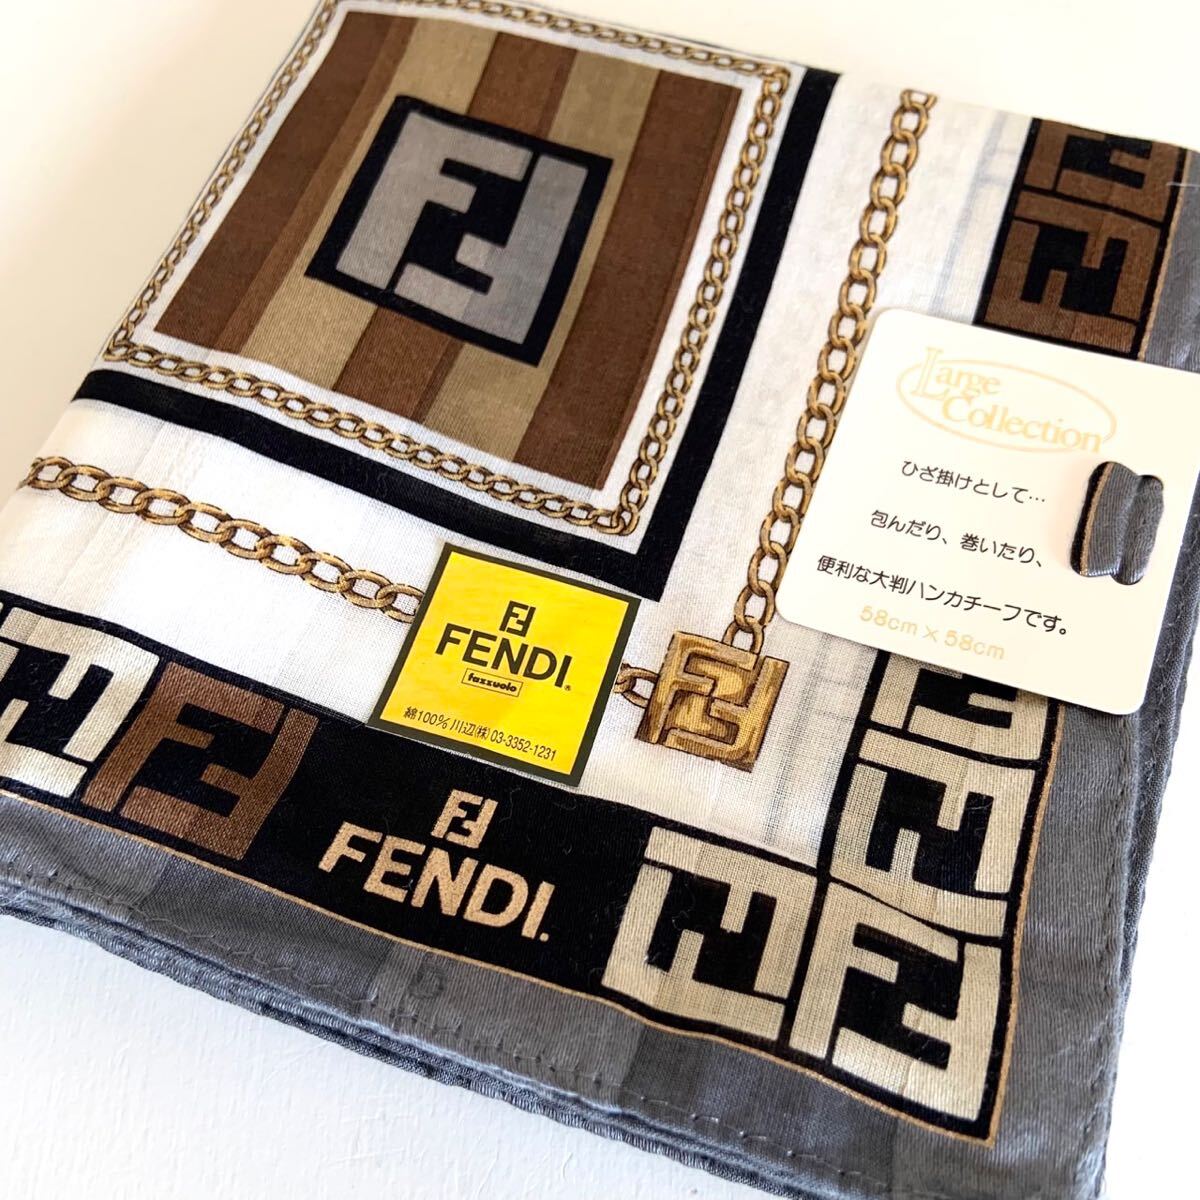 Large
Collection
ひざ掛けとして…
包んだり、巻いたり、
便利な大判ハンカチーフです。
58cm×58cm
FENDI®
fazzuolo
綿100% 川辺(株) 03-3352-1231
FENDI.